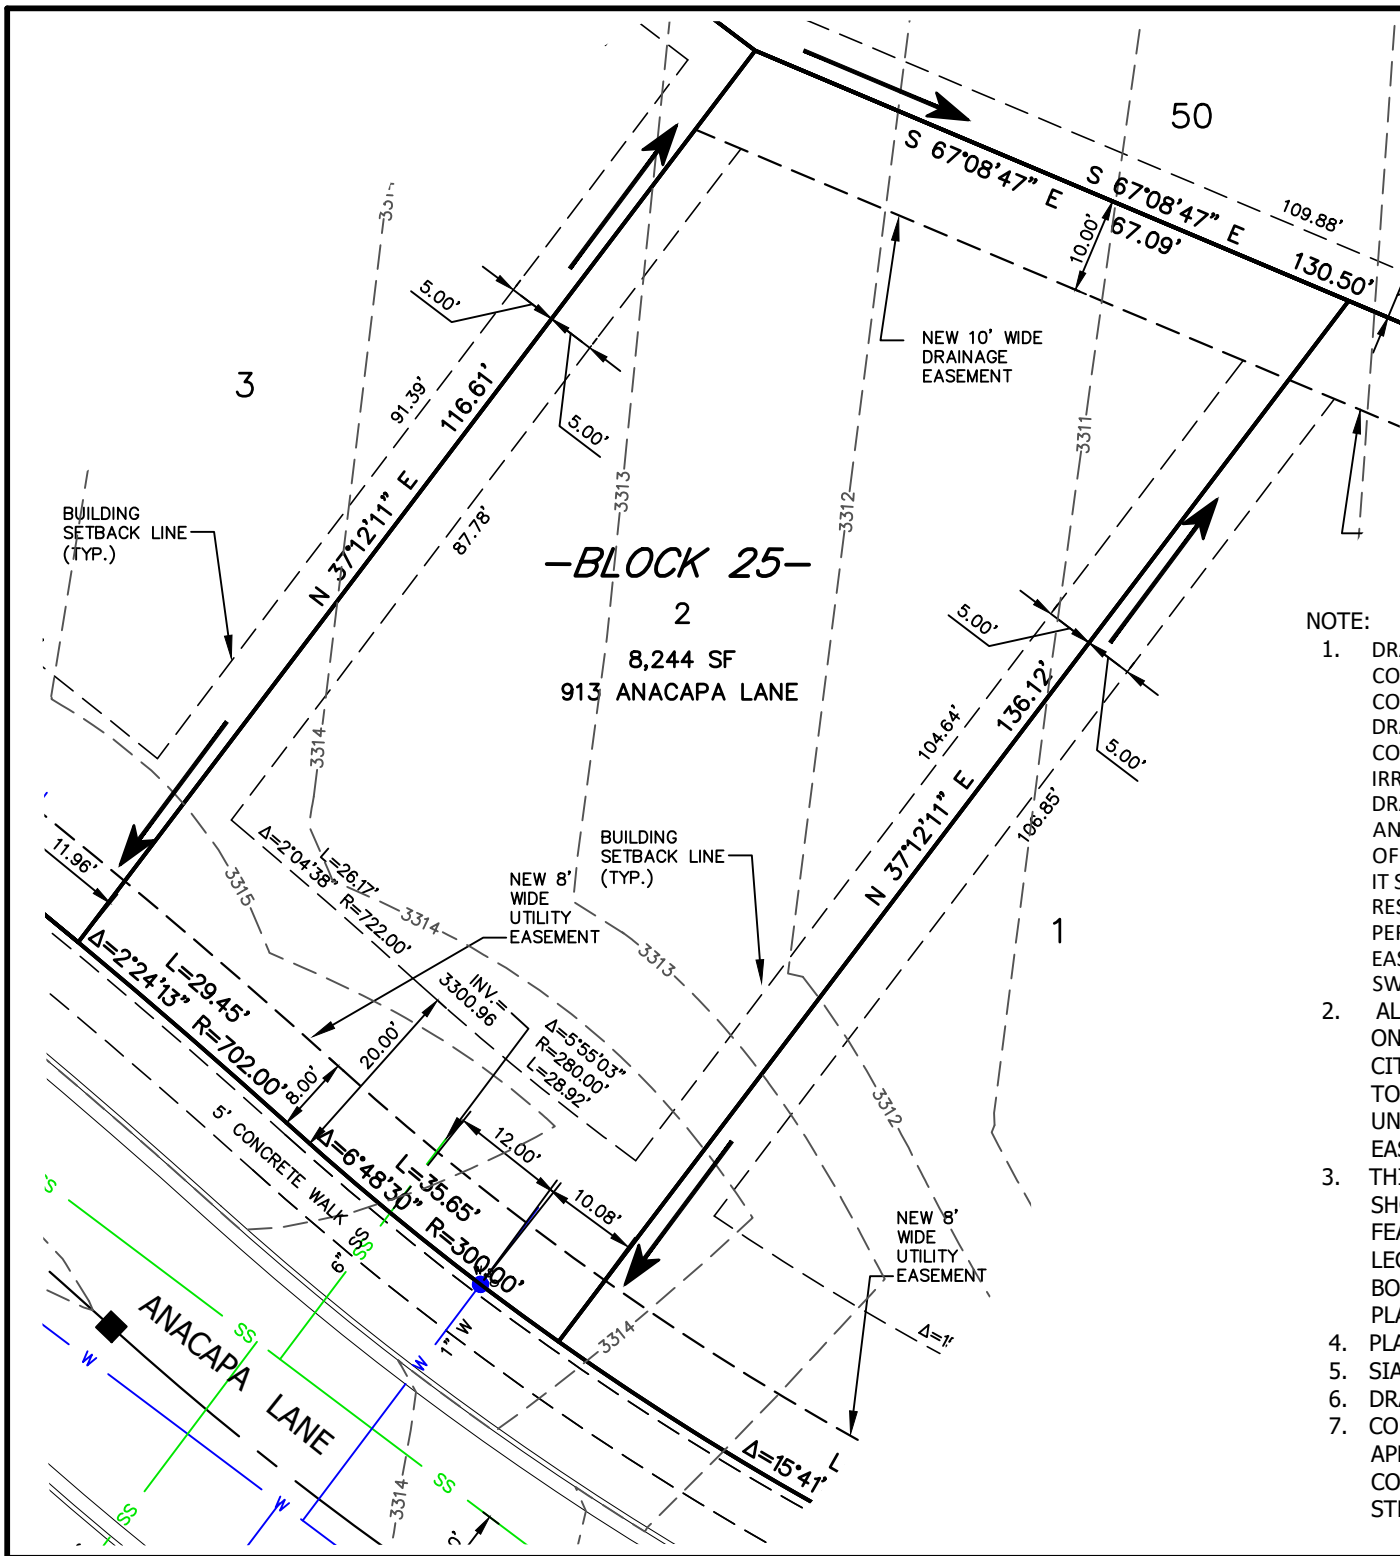 50
S 67°08'47" E
S 67°08'47" E
109.88'
67.09'
130.50'
10.00'
NEW 10' WIDE
DRAINAGE
EASEMENT
5.00'
5.00'
3
91.39'
116.61'
N 37°12'11" E
87.78'
3313
3312
3311
BUILDING
SETBACK LINE
(TYP.)
-BLOCK 25-
2
8,244 SF
913 ANACAPA LANE
5.00'
5.00'
104.64'
136.12'
N 37°12'11" E
106.85'
1
3314
3315
3314
3313
3312
11.96'
Δ=2°04'38"
L=26.17'
R=722.00'
NEW 8'
WIDE
UTILITY
EASEMENT
BUILDING
SETBACK LINE
(TYP.)
L=29.45'
Δ=2°24'13" R=702.00'
8.00'
20.00'
INV.=
3300.96
Δ=5°55'03"
R=280.00'
L=28.92'
12.00'
10.08'
L=35.65'
Δ=6°48'30" R=300.00'
5' CONCRETE WALK
6" SS
SS
SS
SS
SS
1" W
W
W
W
ANACAPA LANE
3314
3314
NEW 8'
WIDE
UTILITY
EASEMENT
Δ=15°41'
L
NOTE:
1.
2. AL
ON
3.
4.
5.
6.
7.